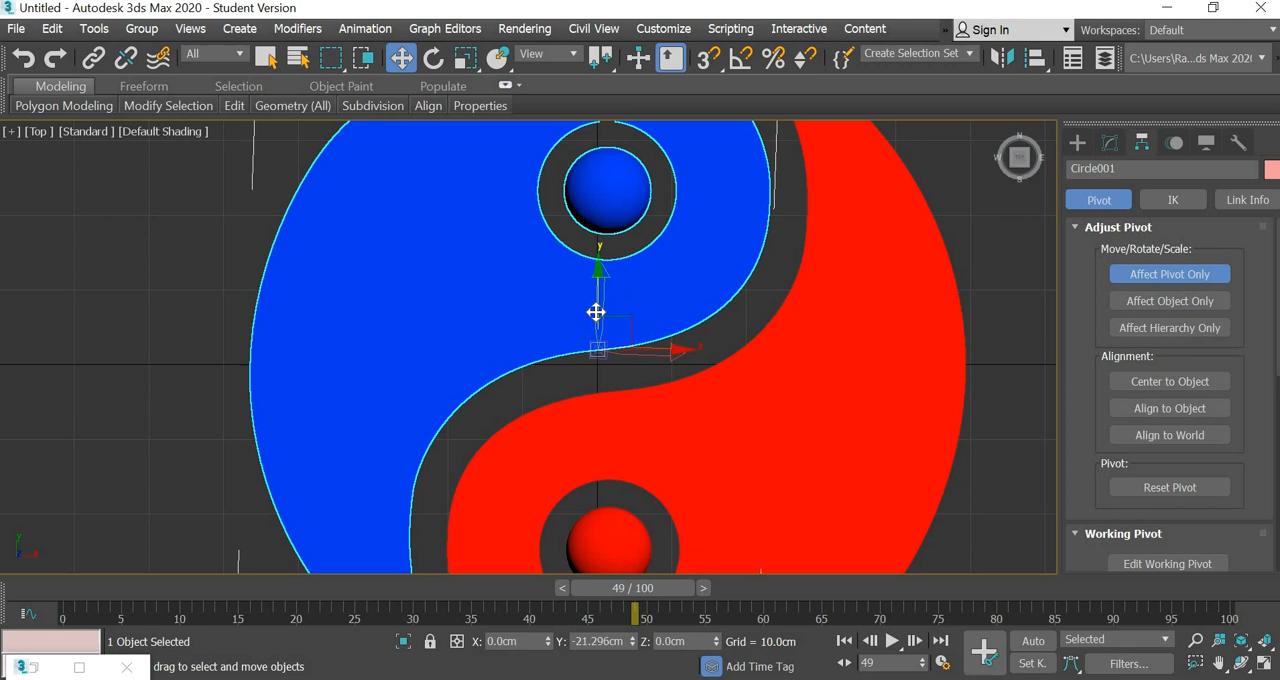 Untitled - Autodesk 3ds Max 2020 - Student Version
File Edit Tools Group Views Create Modifiers Animation Graph Editors Rendering Civil View Customize Scripting Interactive Content » Sign In Workspaces: Default
All View Create Selection Set C:\Users\Ra...ds Max 202(
Modeling Freeform Selection Object Paint Populate
Polygon Modeling Modify Selection Edit Geometry (All) Subdivision Align Properties
[+] [Top ] [Standard ] [Default Shading ]
N
W TOP E
S
Circle001
Pivot IK Link Info
Adjust Pivot
Move/Rotate/Scale:
Affect Pivot Only
Affect Object Only
Affect Hierarchy Only
Alignment:
Center to Object
Align to Object
Align to World
Pivot:
Reset Pivot
Working Pivot
Edit Working Pivot
y
x
y
z x
< 49 / 100 >
0 5 10 15 20 25 30 35 40 45 50 55 60 65 70 75 80 85 90 95 100
1 Object Selected X: 0.0cm Y: -21.296cm Z: 0.0cm Grid = 10.0cm Auto Selected
drag to select and move objects Add Time Tag 49 Set K. Filters...
3